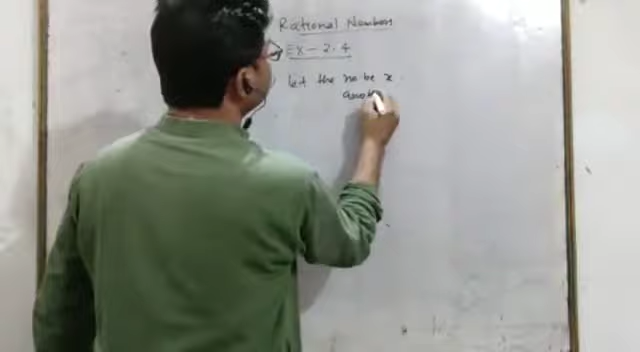 Rational Numbers
EX - 2.4
Let the no be x